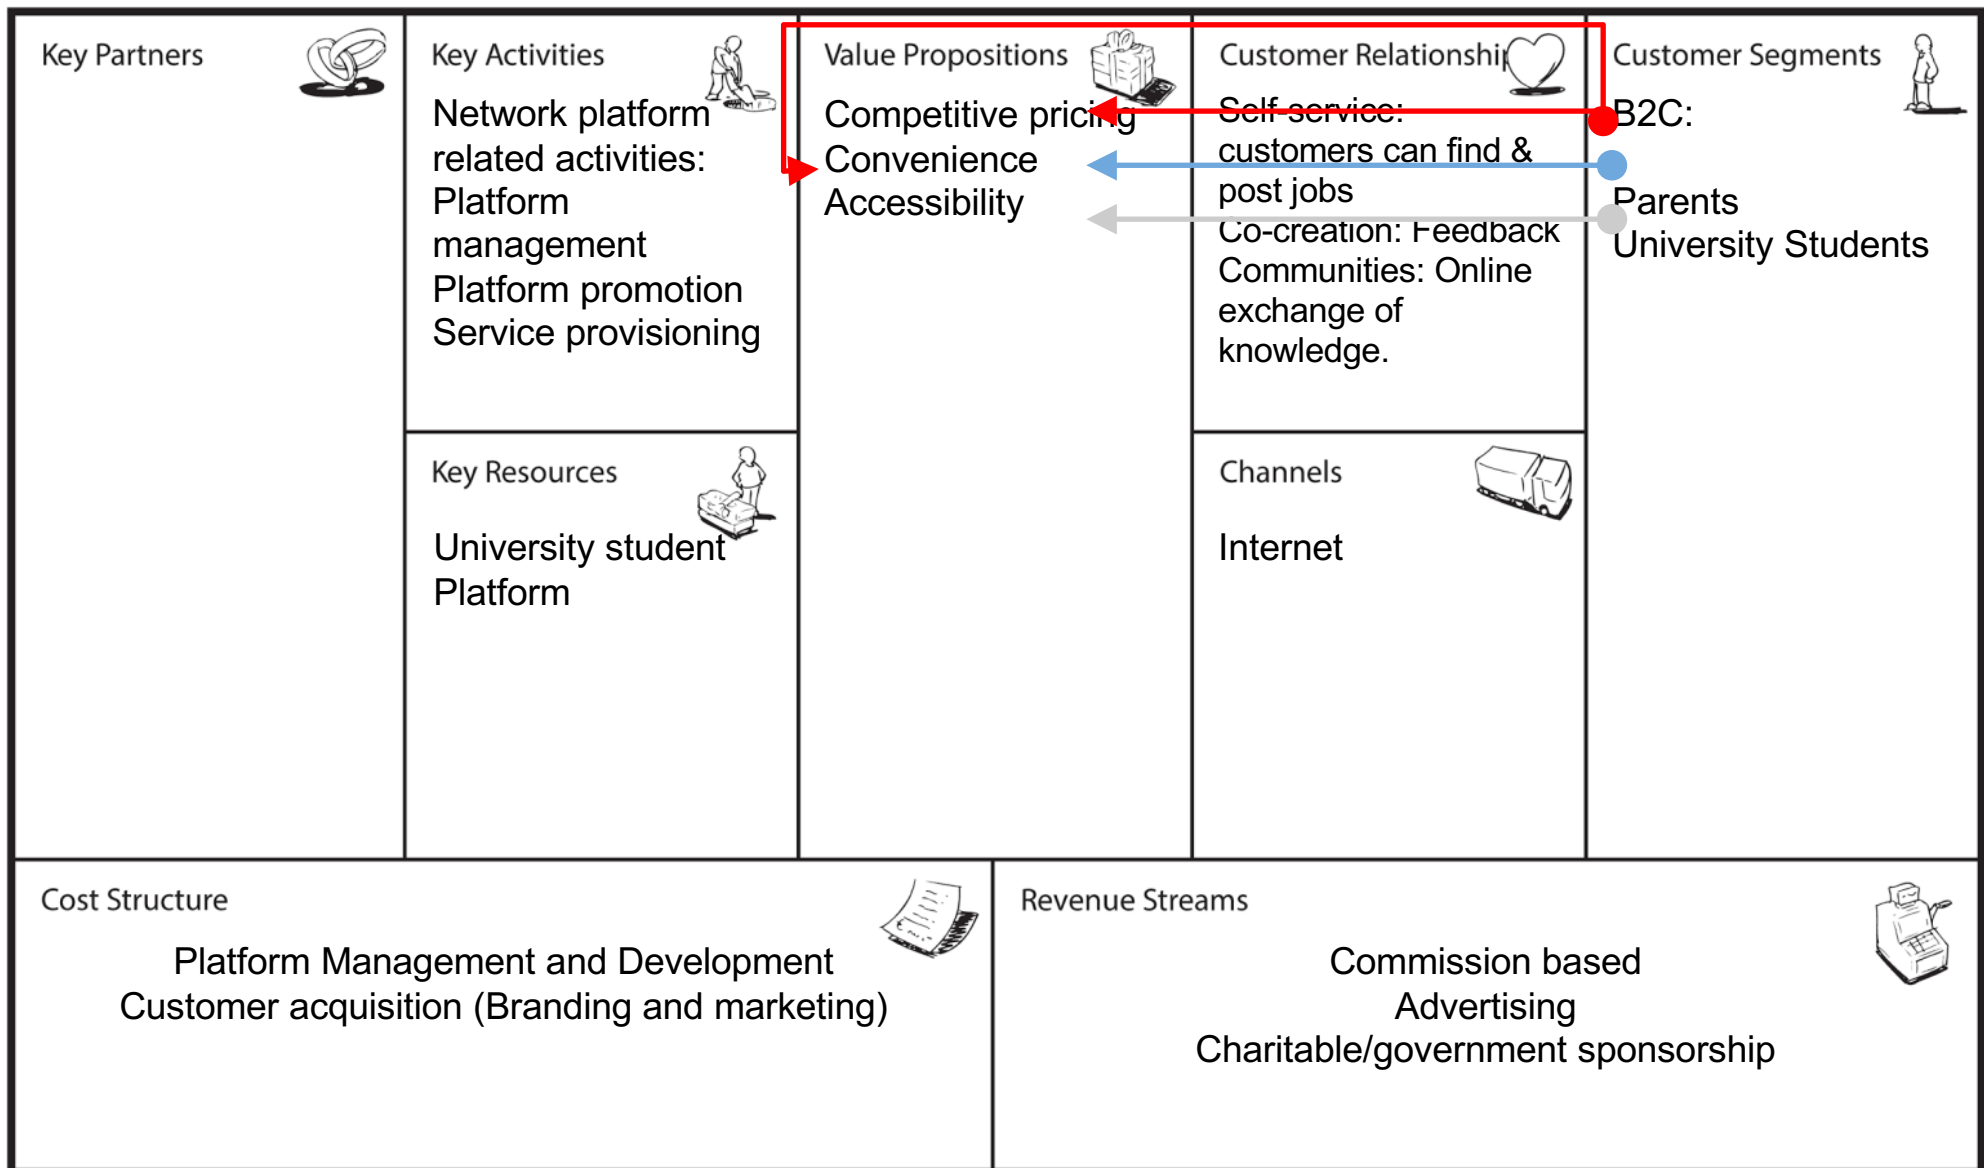 Key Partners
Key Activities
Network platform
related activities:
Platform
management
Platform promotion
Service provisioning
Key Resources
University student
Platform
Value Propositions
Competitive pricing
Convenience
Accessibility
Customer Relationship
Self-service:
customers can find &
post jobs
Co-creation: Feedback
Communities: Online
exchange of
knowledge.
Channels
Internet
Customer Segments
B2C:
Parents
University Students
Cost Structure
Platform Management and Development
Customer acquisition (Branding and marketing)
Revenue Streams
Commission based
Advertising
Charitable/government sponsorship